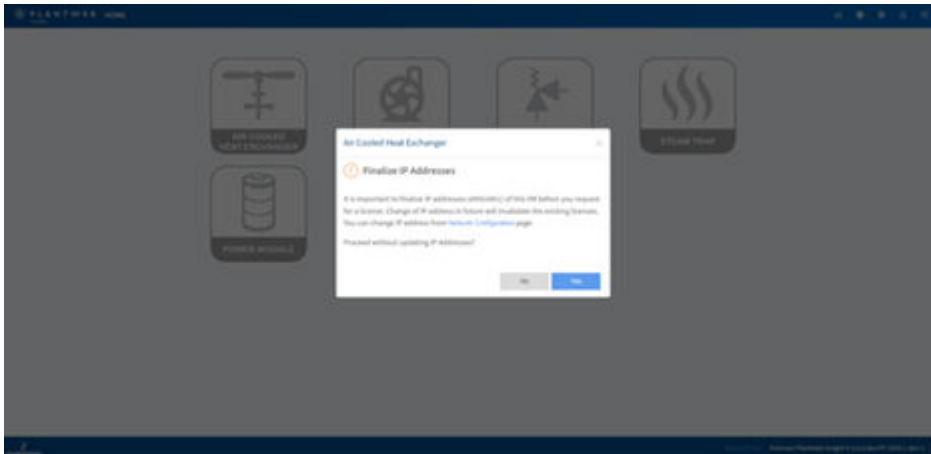 PLANTWEB HOME
AIR COOLED
HEAT EXCHANGER
STEAM TRAP
POWER MODULE
Air Cooled Heat Exchanger
Finalize IP Addresses
It is important to finalize IP addresses of this VM before you request
for a license. Change of IP address in future will invalidate the existing licenses.
You can change IP address from Network Configuration page.
Proceed without updating IP Addresses?
No Yes